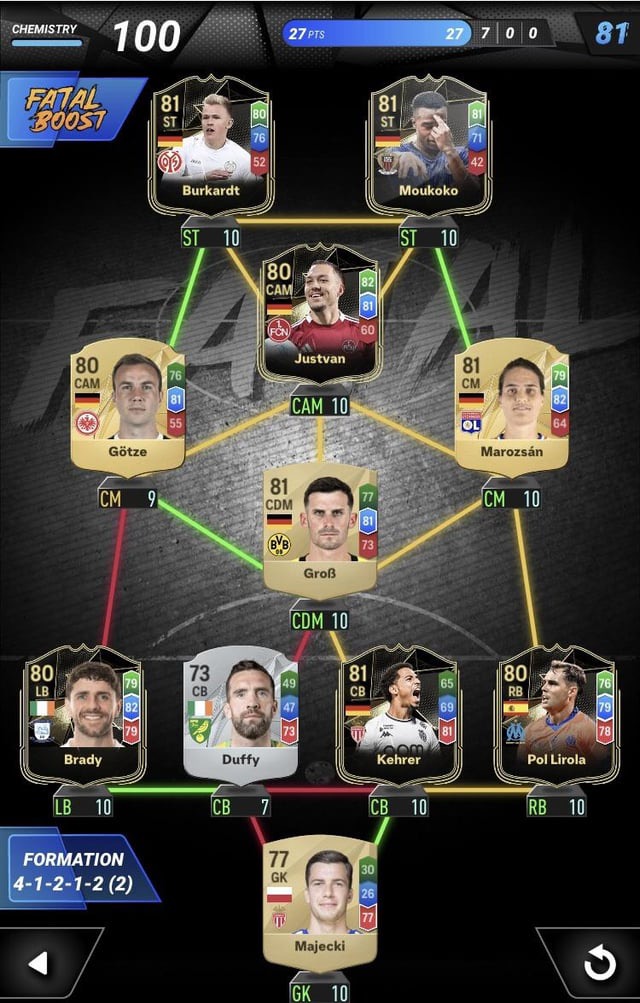 CHEMISTRY 100 27 PTS 27 7 0 0 81
FATAL
BOOST
81 ST 80 76 52 Burkardt
ST 10
81 ST 81 71 42 Moukoko
ST 10
80 CAM 82 81 60 1.FCN Justvan
CAM 10
80 CAM 76 81 55 Götze
CM 9
81 CM 79 82 64 OL Marozsán
CM 10
81 CDM 77 81 73 BVB 09 Groß
CDM 10
80 LB 79 82 79 Brady
LB 10
73 CB 49 47 73 Duffy
CB 7
81 CB 65 69 81 Kehrer
CB 10
80 RB 76 79 78 Pol Lirola
RB 10
FORMATION
4-1-2-1-2 (2)
77 GK 30 26 77 Majecki
GK 10